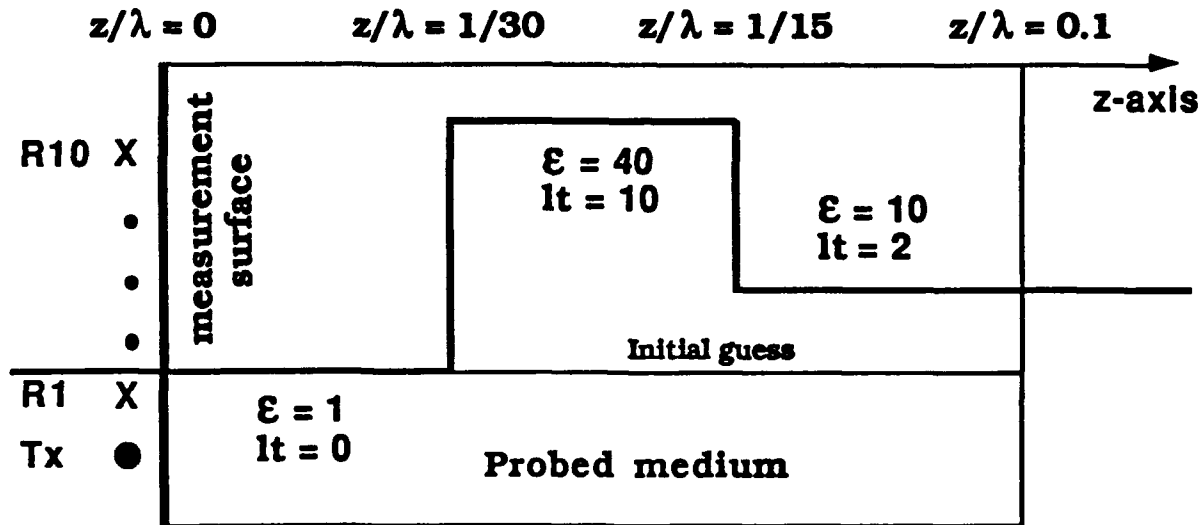 z/λ = 0 z/λ = 1/30 z/λ = 1/15 z/λ = 0.1
z-axis
measurement
surface
R10 X
ε = 40
lt = 10
ε = 10
lt = 2
Initial guess
R1 X
ε = 1
lt = 0
Tx
Probed medium